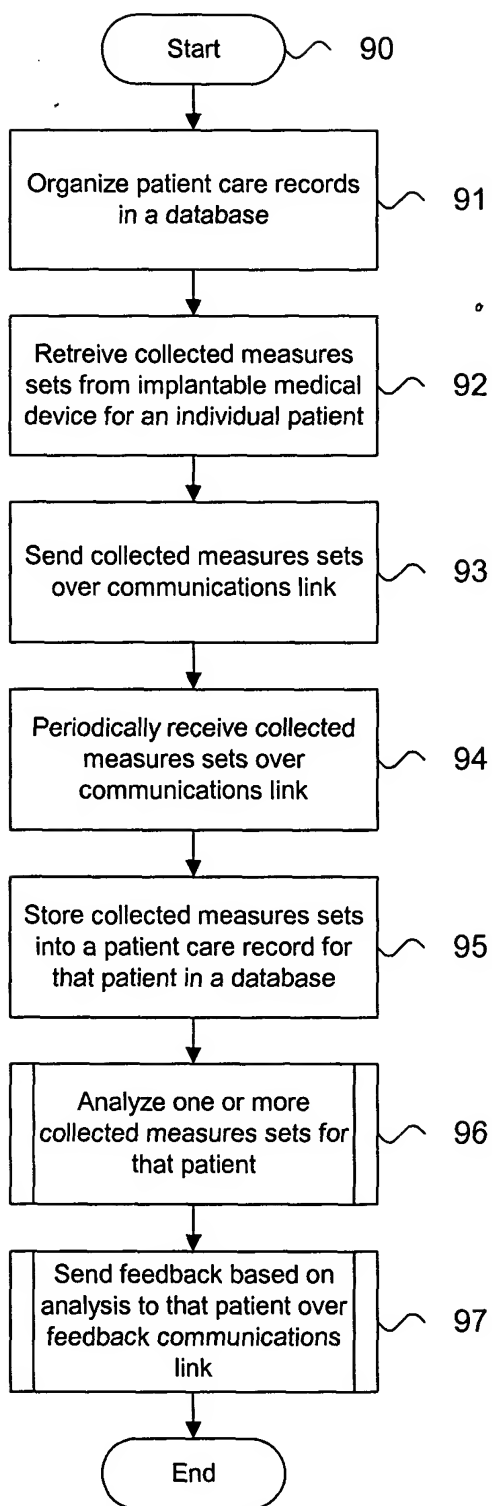 Start
90
Organize patient care records
in a database
91
Retreive collected measures
sets from implantable medical
device for an individual patient
92
Send collected measures sets
over communications link
93
Periodically receive collected
measures sets over
communications link
94
Store collected measures sets
into a patient care record for
that patient in a database
95
Analyze one or more
collected measures sets for
that patient
96
Send feedback based on
analysis to that patient over
feedback communications
link
97
End